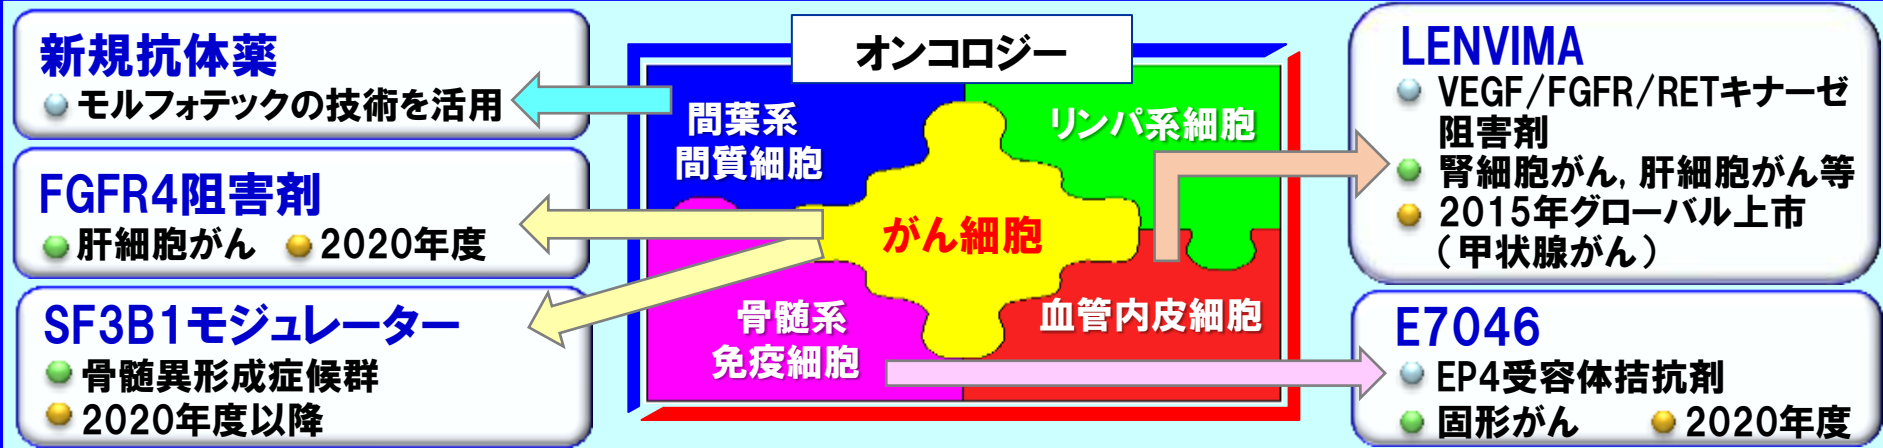 新規抗体薬
モルフォテックの技術を活用
FGFR4阻害剤
肝細胞がん 2020年度
SF3B1モジュレーター
骨髄異形成症候群
2020年度以降
オンコロジー
間葉系
間質細胞
リンパ系細胞
がん細胞
骨髄系
免疫細胞
血管内皮細胞
LENVIMA
VEGF/FGFR/RETキナーゼ
阻害剤
腎細胞がん, 肝細胞がん等
2015年グローバル上市
（甲状腺がん）
E7046
EP4受容体拮抗剤
固形がん 2020年度